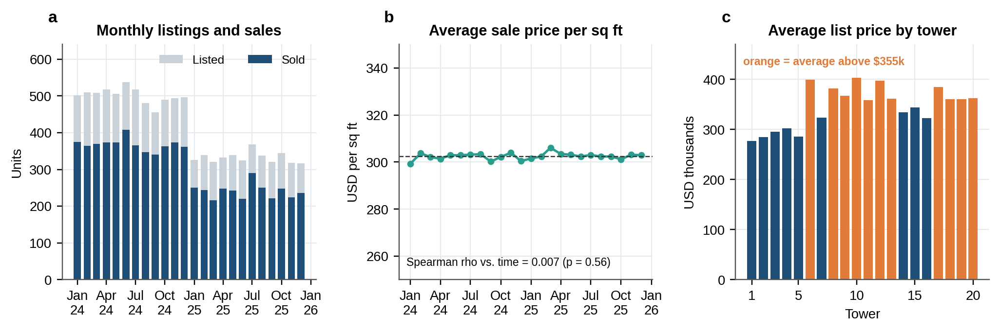 a
Monthly listings and sales
Listed
Sold
Units
600
500
400
300
200
100
0
Jan Apr Jul Oct Jan Apr Jul Oct Jan
24 24 24 24 25 25 25 25 26
b
Average sale price per sq ft
USD per sq ft
340
320
300
280
260
Spearman rho vs. time = 0.007 (p = 0.56)
Jan Apr Jul Oct Jan Apr Jul Oct Jan
24 24 24 24 25 25 25 25 26
c
Average list price by tower
orange = average above $355k
USD thousands
400
300
200
100
0
1 5 10 15 20
Tower